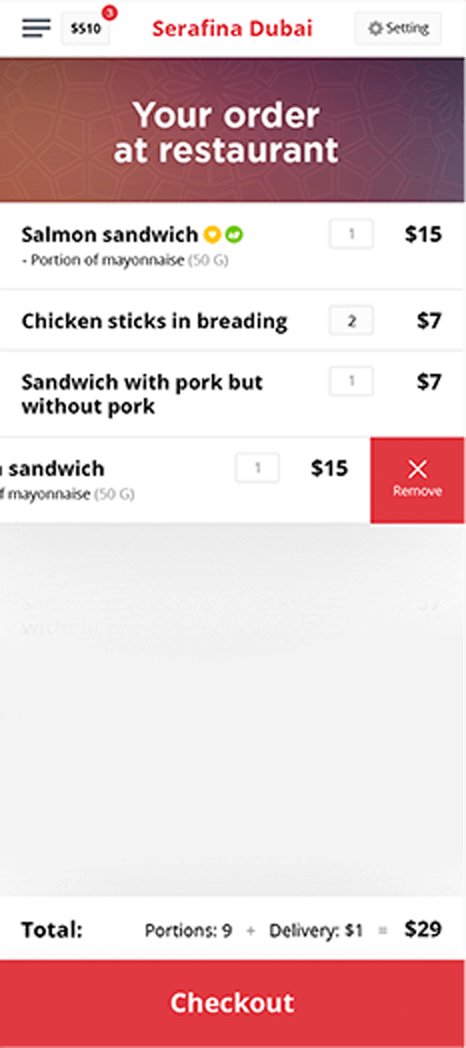 $510
3
Serafina Dubai
Setting
Your order
at restaurant
Salmon sandwich 1 $15
- Portion of mayonnaise (50 G)
Chicken sticks in breading 2 $7
Sandwich with pork but 1 $7
without pork
sandwich 1 $15
Remove
f mayonnaise (50 G)
Sandwich
without
Total: Portions: 9 + Delivery: $1 = $29
Checkout